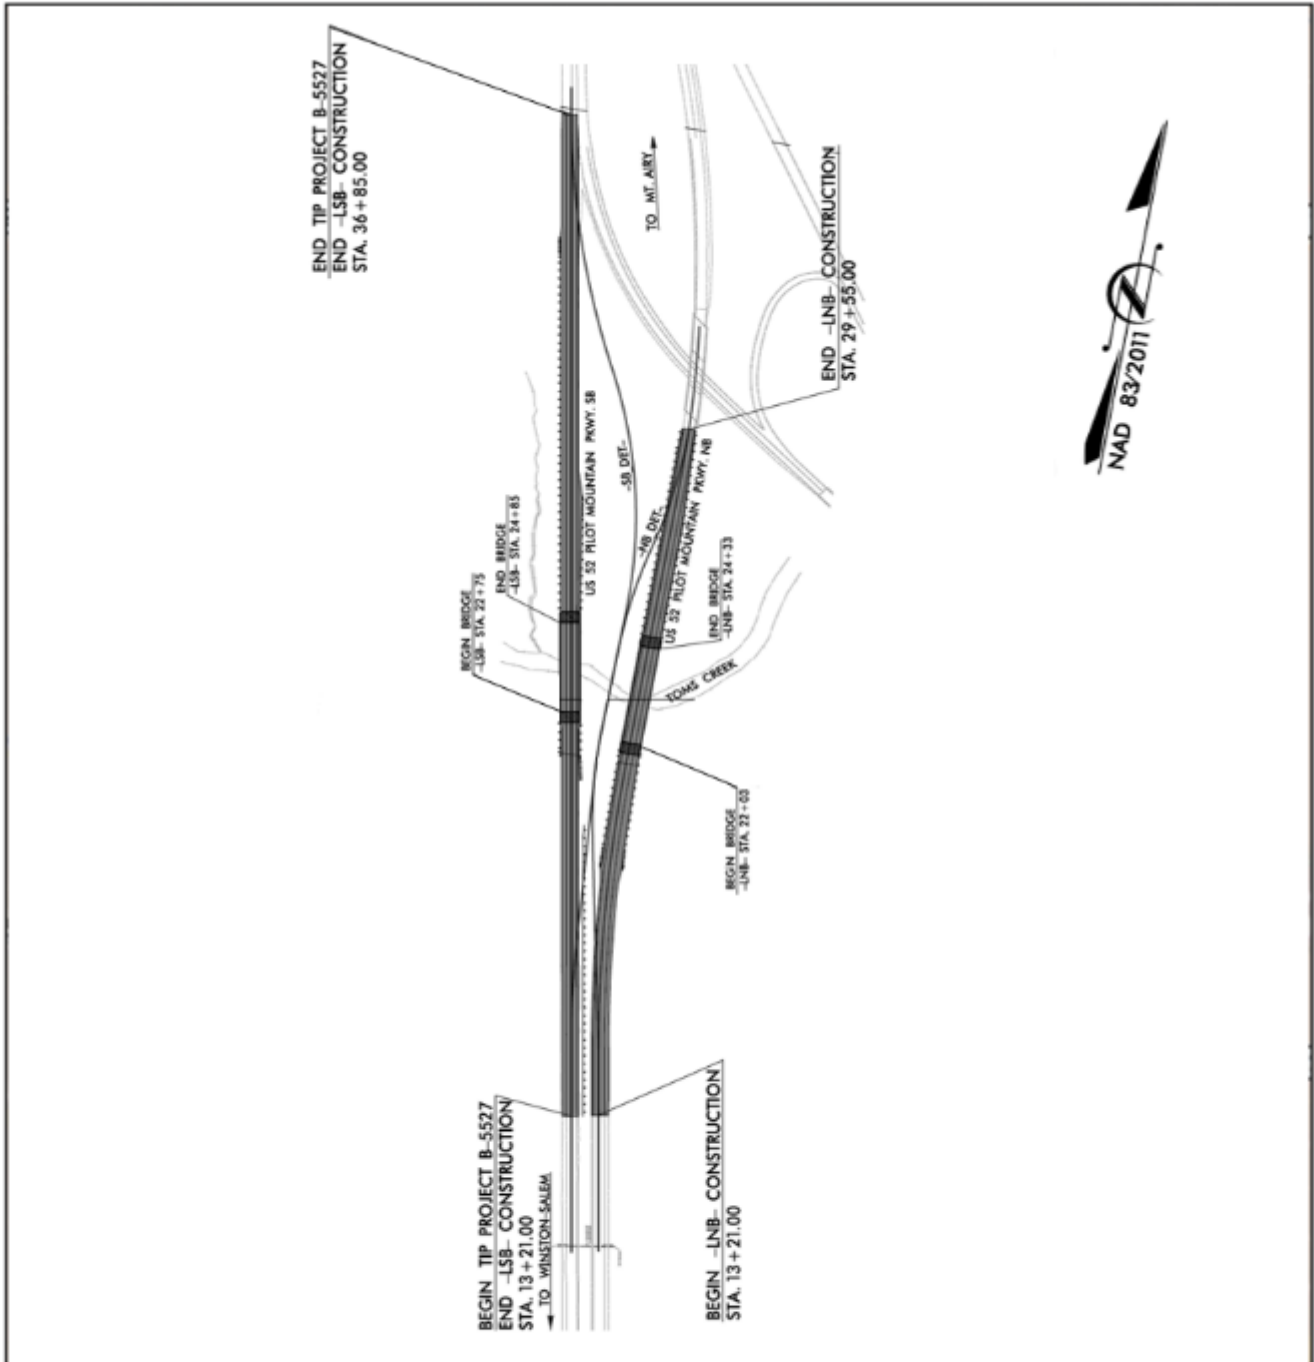 END TIP PROJECT B-5527
END -LSB- CONSTRUCTION
STA. 36+85.00
TO MT. AIRY
END -LNB- CONSTRUCTION
STA. 29+55.00
NAD 83/2011
US 52 PILOT MOUNTAIN PKWY. SB
-SB DET-
-NB DET-
US 52 PILOT MOUNTAIN PKWY. NB
END BRIDGE
-LSB- STA. 24+85
BEGIN BRIDGE
-LSB- STA. 22+75
END BRIDGE
-LNB- STA. 24+33
TOMS CREEK
BEGIN BRIDGE
-LNB- STA. 22+03
BEGIN TIP PROJECT B-5527
END -LSB- CONSTRUCTION
STA. 13+21.00
TO WINSTON-SALEM
BEGIN -LNB- CONSTRUCTION
STA. 13+21.00